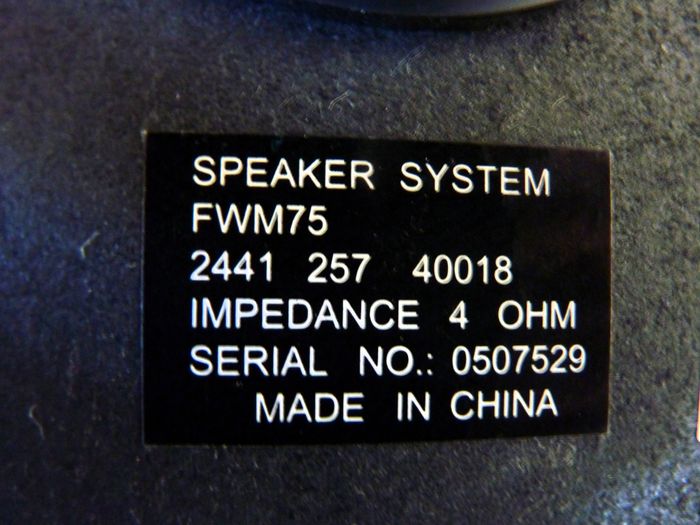 SPEAKER SYSTEM
FWM75
2441 257 40018
IMPEDANCE 4 OHM
SERIAL NO.: 0507529
MADE IN CHINA